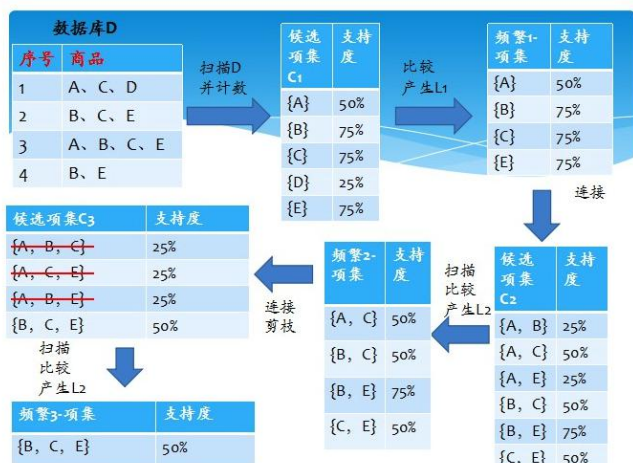 数据库D
序号 商品
1 A、C、D
2 B、C、E
3 A、B、C、E
4 B、E
扫描D
并计数
候选项集C1 支持度
{A} 50%
{B} 75%
{C} 75%
{D} 25%
{E} 75%
比较
产生L1
频繁1-项集 支持度
{A} 50%
{B} 75%
{C} 75%
{E} 75%
连接
候选项集C2 支持度
{A, B} 25%
{A, C} 50%
{A, E} 25%
{B, C} 50%
{B, E} 75%
{C, E} 50%
扫描
比较
产生L2
频繁2-项集 支持度
{A, C} 50%
{B, C} 50%
{B, E} 75%
{C, E} 50%
连接
剪枝
候选项集C3 支持度
{A, B, C} 25%
{A, C, E} 25%
{A, B, E} 25%
{B, C, E} 50%
扫描
比较
产生L2
频繁3-项集 支持度
{B, C, E} 50%